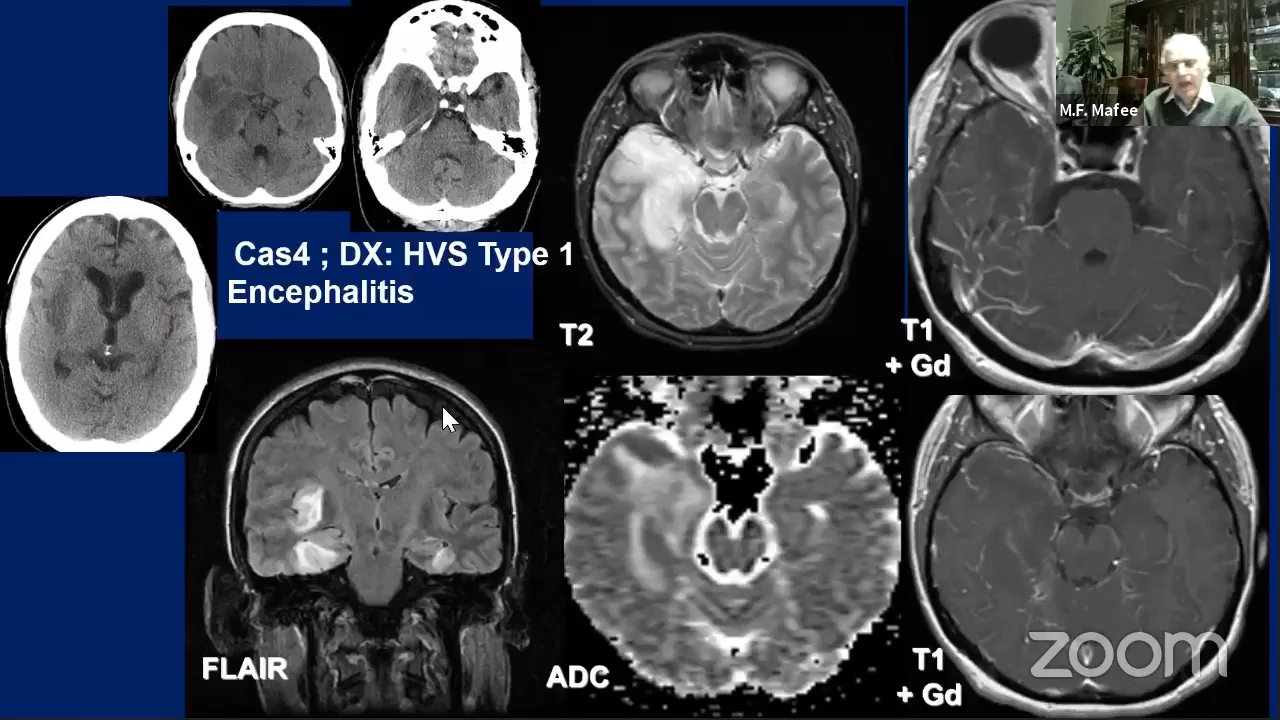 M.F. Mafee
Cas4 ; DX: HVS Type 1
Encephalitis
T2
T1
+ Gd
FLAIR
ADC
T1
+ Gd
zoom